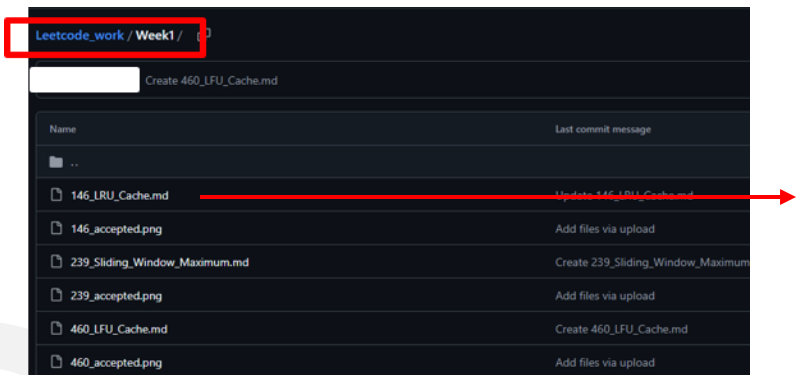 Leetcode_work / Week1 /
Create 460_LFU_Cache.md
Name Last commit message
..
146_LRU_Cache.md Update 146_LRU_Cache.md
146_accepted.png Add files via upload
239_Sliding_Window_Maximum.md Create 239_Sliding_Window_Maximum
239_accepted.png Add files via upload
460_LFU_Cache.md Create 460_LFU_Cache.md
460_accepted.png Add files via upload